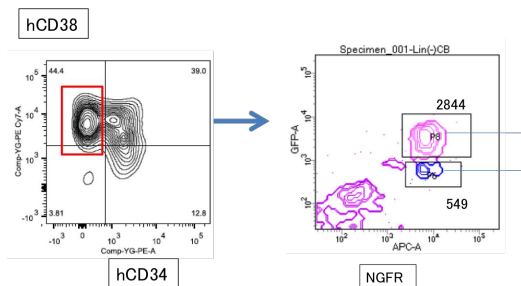 hCD38
Specimen_001-Lin(-)CB
44.4
39.0
3.81
12.8
10^5
10^4
10^3
-10^3
Comp-YG-PE Cy7-A
-10^3
0
10^3
10^4
10^5
Comp-YG-PE-A
hCD34
2844
P8
549
10^5
10^4
10^3
10^2
GFP-A
10^2
10^3
10^4
10^5
APC-A
NGFR